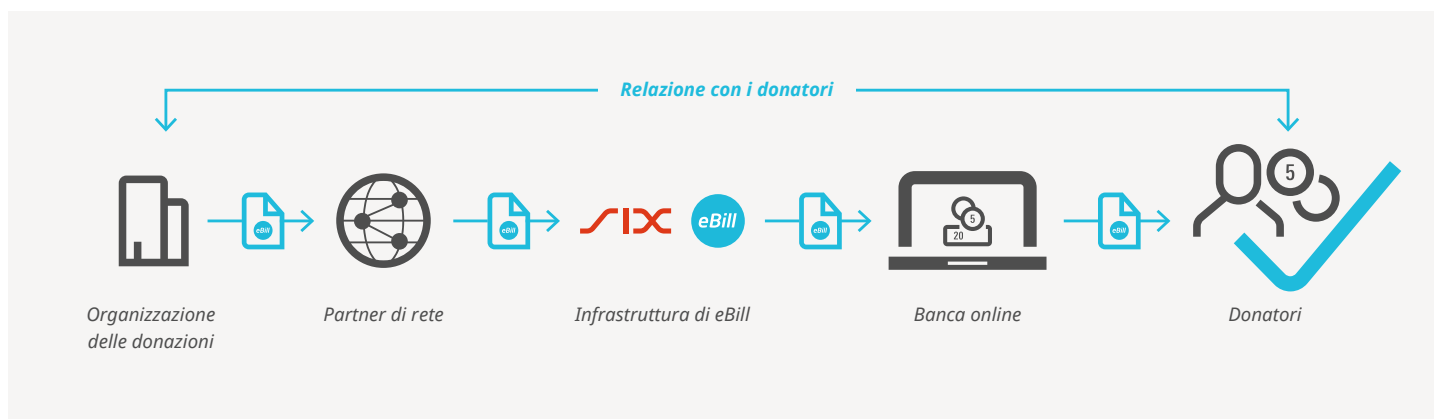 Relazione con i donatori
5
eBill
eBill
SIX eBill
eBill
5
20
eBill
Organizzazione
delle donazioni
Partner di rete
Infrastruttura di eBill
Banca online
Donatori